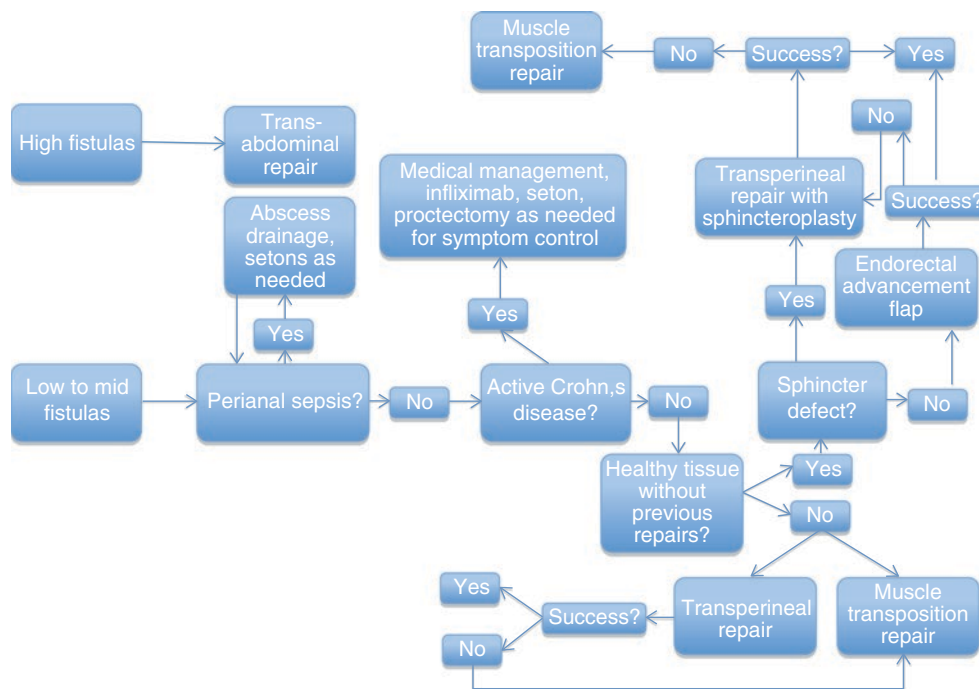 Muscle
transposition
repair
No
Success?
Yes
High fistulas
Trans-
abdominal
repair
No
Medical management,
infliximab, seton,
proctectomy as needed
for symptom control
Transperineal
repair with
sphincteroplasty
Success?
Abscess
drainage,
setons as
needed
Endorectal
advancement
flap
Yes
Yes
Yes
Low to mid
fistulas
Perianal sepsis?
No
Active Crohn,s
disease?
No
Sphincter
defect?
No
Healthy tissue
without
previous
repairs?
Yes
No
Yes
Success?
No
Transperineal
repair
Muscle
transposition
repair